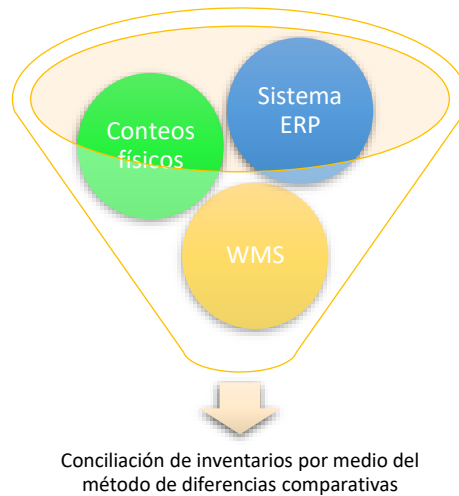 Sistema
ERP
Conteos
físicos
WMS
Conciliación de inventarios por medio del
método de diferencias comparativas